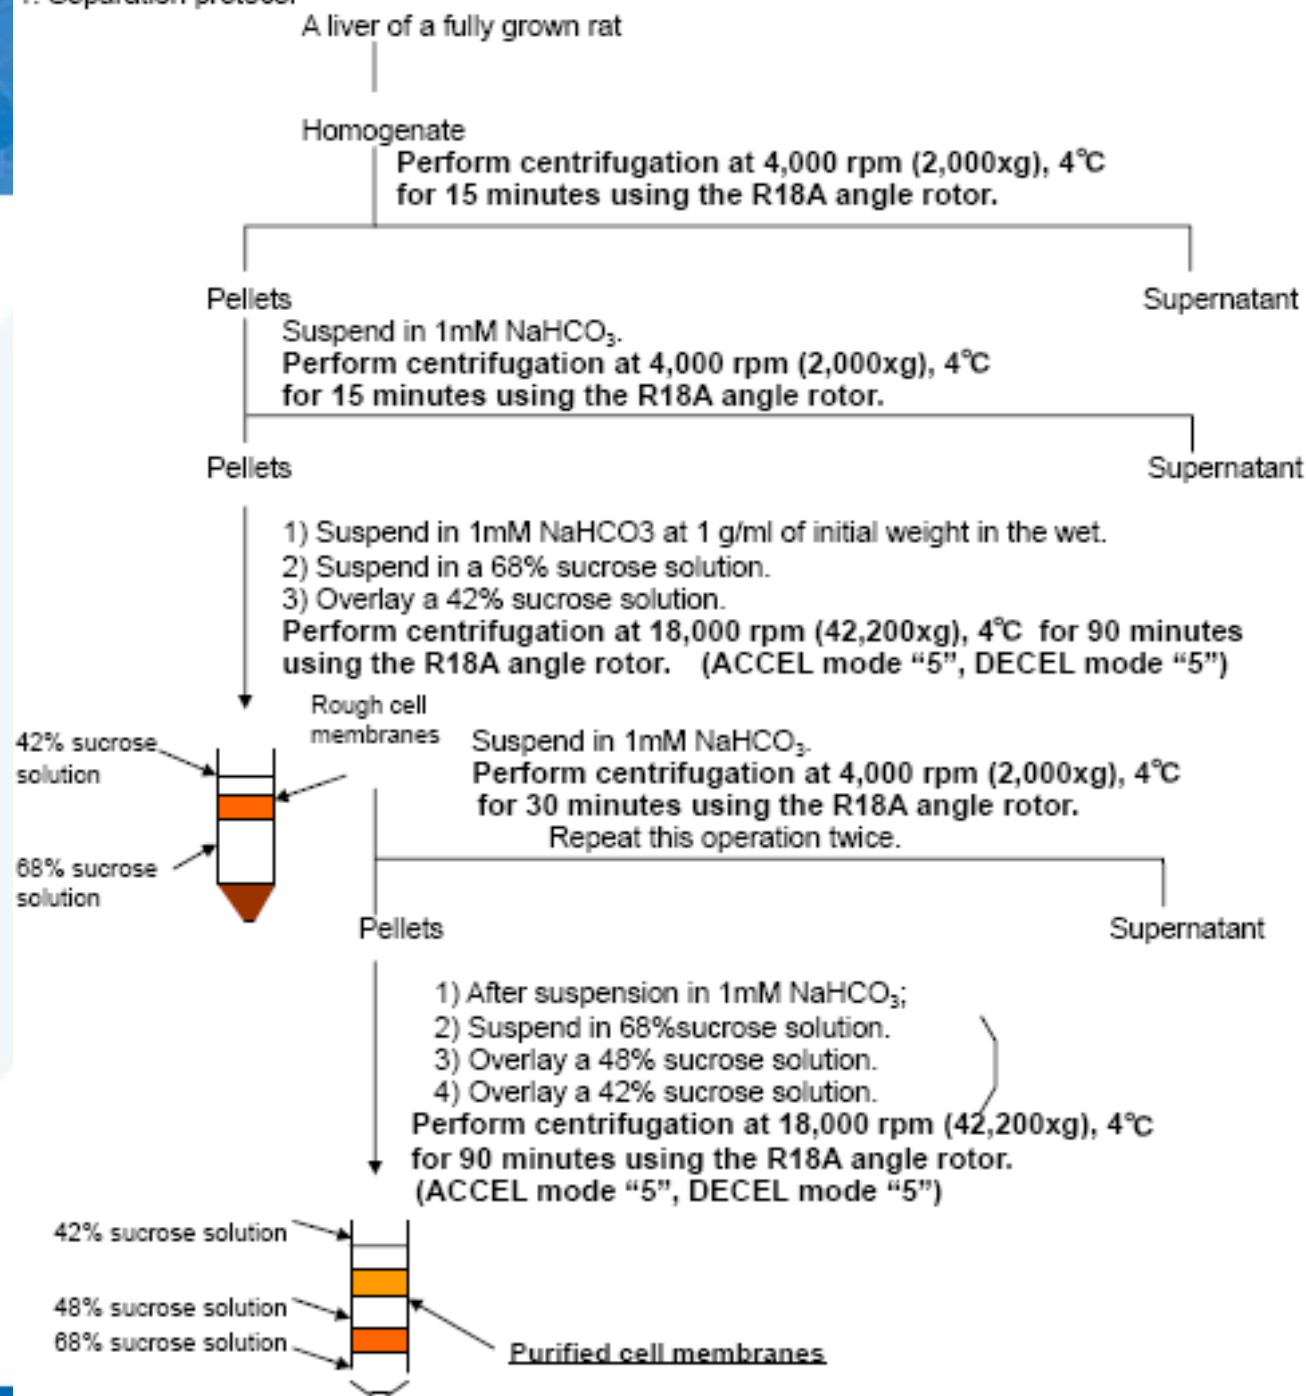 1. Separation protocol
A liver of a fully grown rat
Homogenate
Perform centrifugation at 4,000 rpm (2,000xg), 4℃
for 15 minutes using the R18A angle rotor.
Pellets
Supernatant
Suspend in 1mM NaHCO₃.
Perform centrifugation at 4,000 rpm (2,000xg), 4℃
for 15 minutes using the R18A angle rotor.
Pellets
Supernatant
1) Suspend in 1mM NaHCO3 at 1 g/ml of initial weight in the wet.
2) Suspend in a 68% sucrose solution.
3) Overlay a 42% sucrose solution.
Perform centrifugation at 18,000 rpm (42,200xg), 4℃ for 90 minutes
using the R18A angle rotor. (ACCEL mode “5”, DECEL mode “5”)
Rough cell
membranes
42% sucrose
solution
68% sucrose
solution
Suspend in 1mM NaHCO₃.
Perform centrifugation at 4,000 rpm (2,000xg), 4℃
for 30 minutes using the R18A angle rotor.
Repeat this operation twice.
Pellets
Supernatant
1) After suspension in 1mM NaHCO₃;
2) Suspend in 68%sucrose solution.
3) Overlay a 48% sucrose solution.
4) Overlay a 42% sucrose solution.
Perform centrifugation at 18,000 rpm (42,200xg), 4℃
for 90 minutes using the R18A angle rotor.
(ACCEL mode “5”, DECEL mode “5”)
42% sucrose solution
48% sucrose solution
68% sucrose solution
Purified cell membranes